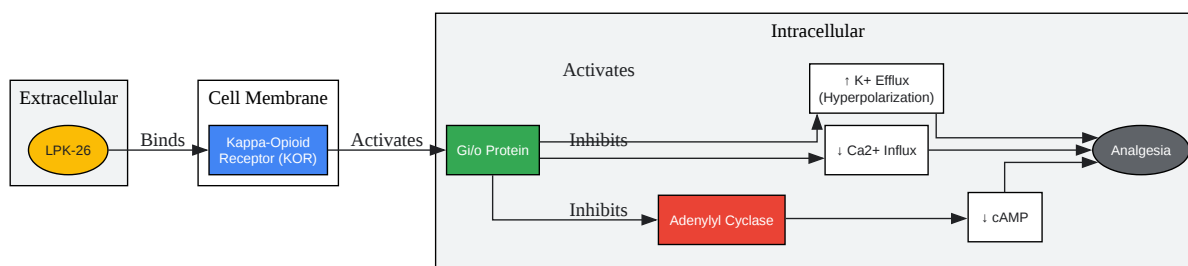 Intracellular
Extracellular
Cell Membrane
LPK-26
Binds
Kappa-Opioid
Receptor (KOR)
Activates
Gi/o Protein
Activates
Inhibits
Inhibits
↑ K+ Efflux
(Hyperpolarization)
↓ Ca2+ Influx
Adenylyl Cyclase
↓ cAMP
Analgesia